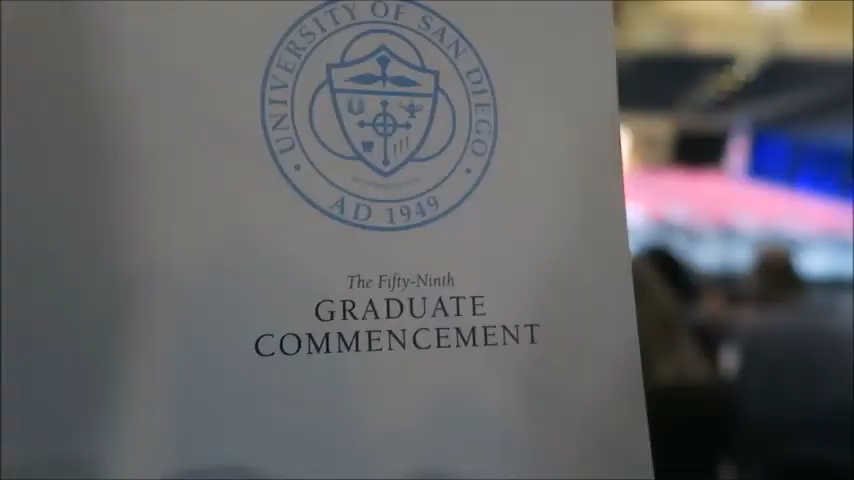 UNIVERSITY OF SAN DIEGO
AD 1949
The Fifty-Ninth
GRADUATE
COMMENCEMENT